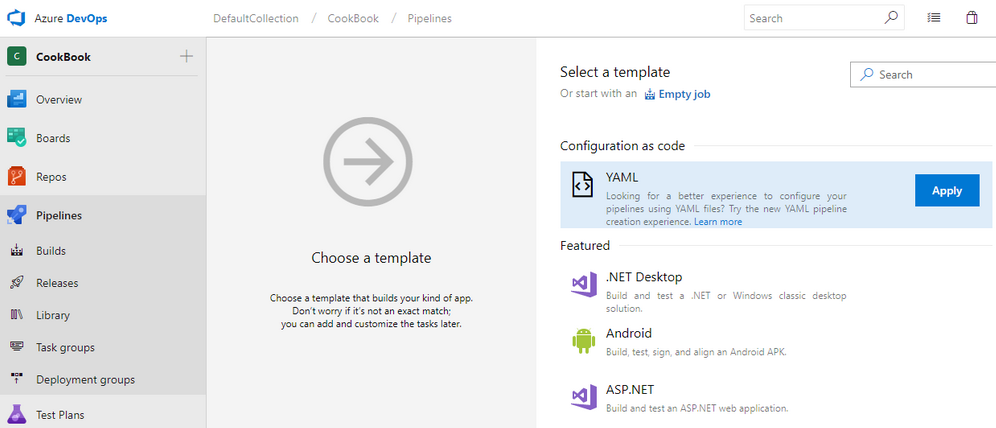 Azure DevOps
DefaultCollection / CookBook / Pipelines
Search
C CookBook
Overview
Boards
Repos
Pipelines
Builds
Releases
Library
Task groups
Deployment groups
Test Plans
Choose a template
Choose a template that builds your kind of app.
Don't worry if it's not an exact match;
you can add and customize the tasks later.
Select a template
Or start with an Empty job
Search
Configuration as code
YAML
Looking for a better experience to configure your
pipelines using YAML files? Try the new YAML pipeline
creation experience. Learn more
Apply
Featured
.NET Desktop
Build and test a .NET or Windows classic desktop
solution.
Android
Build, test, sign, and align an Android APK.
ASP.NET
Build and test an ASP.NET web application.